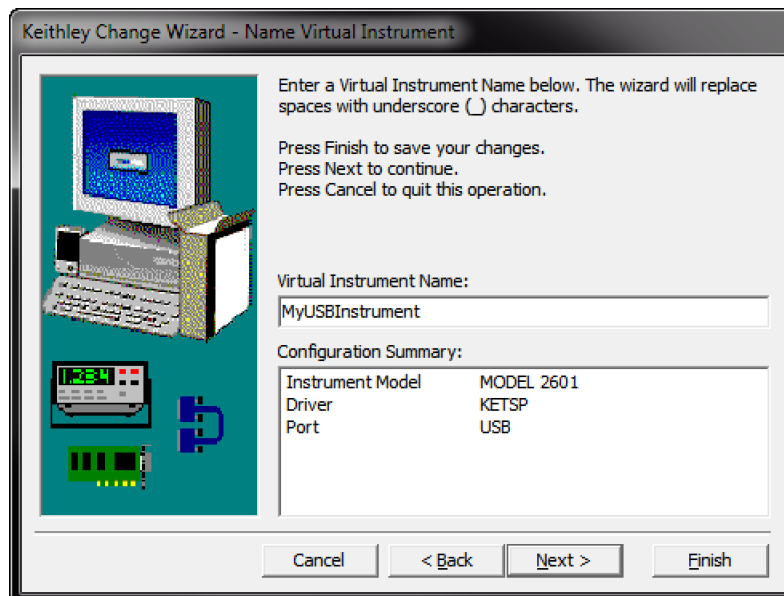 Keithley Change Wizard - Name Virtual Instrument
Enter a Virtual Instrument Name below. The wizard will replace
spaces with underscore (_) characters.
Press Finish to save your changes.
Press Next to continue.
Press Cancel to quit this operation.
Virtual Instrument Name:
MyUSBInstrument
Configuration Summary:
Instrument Model MODEL 2601
Driver KETSP
Port USB
1.234
Cancel < Back Next > Finish